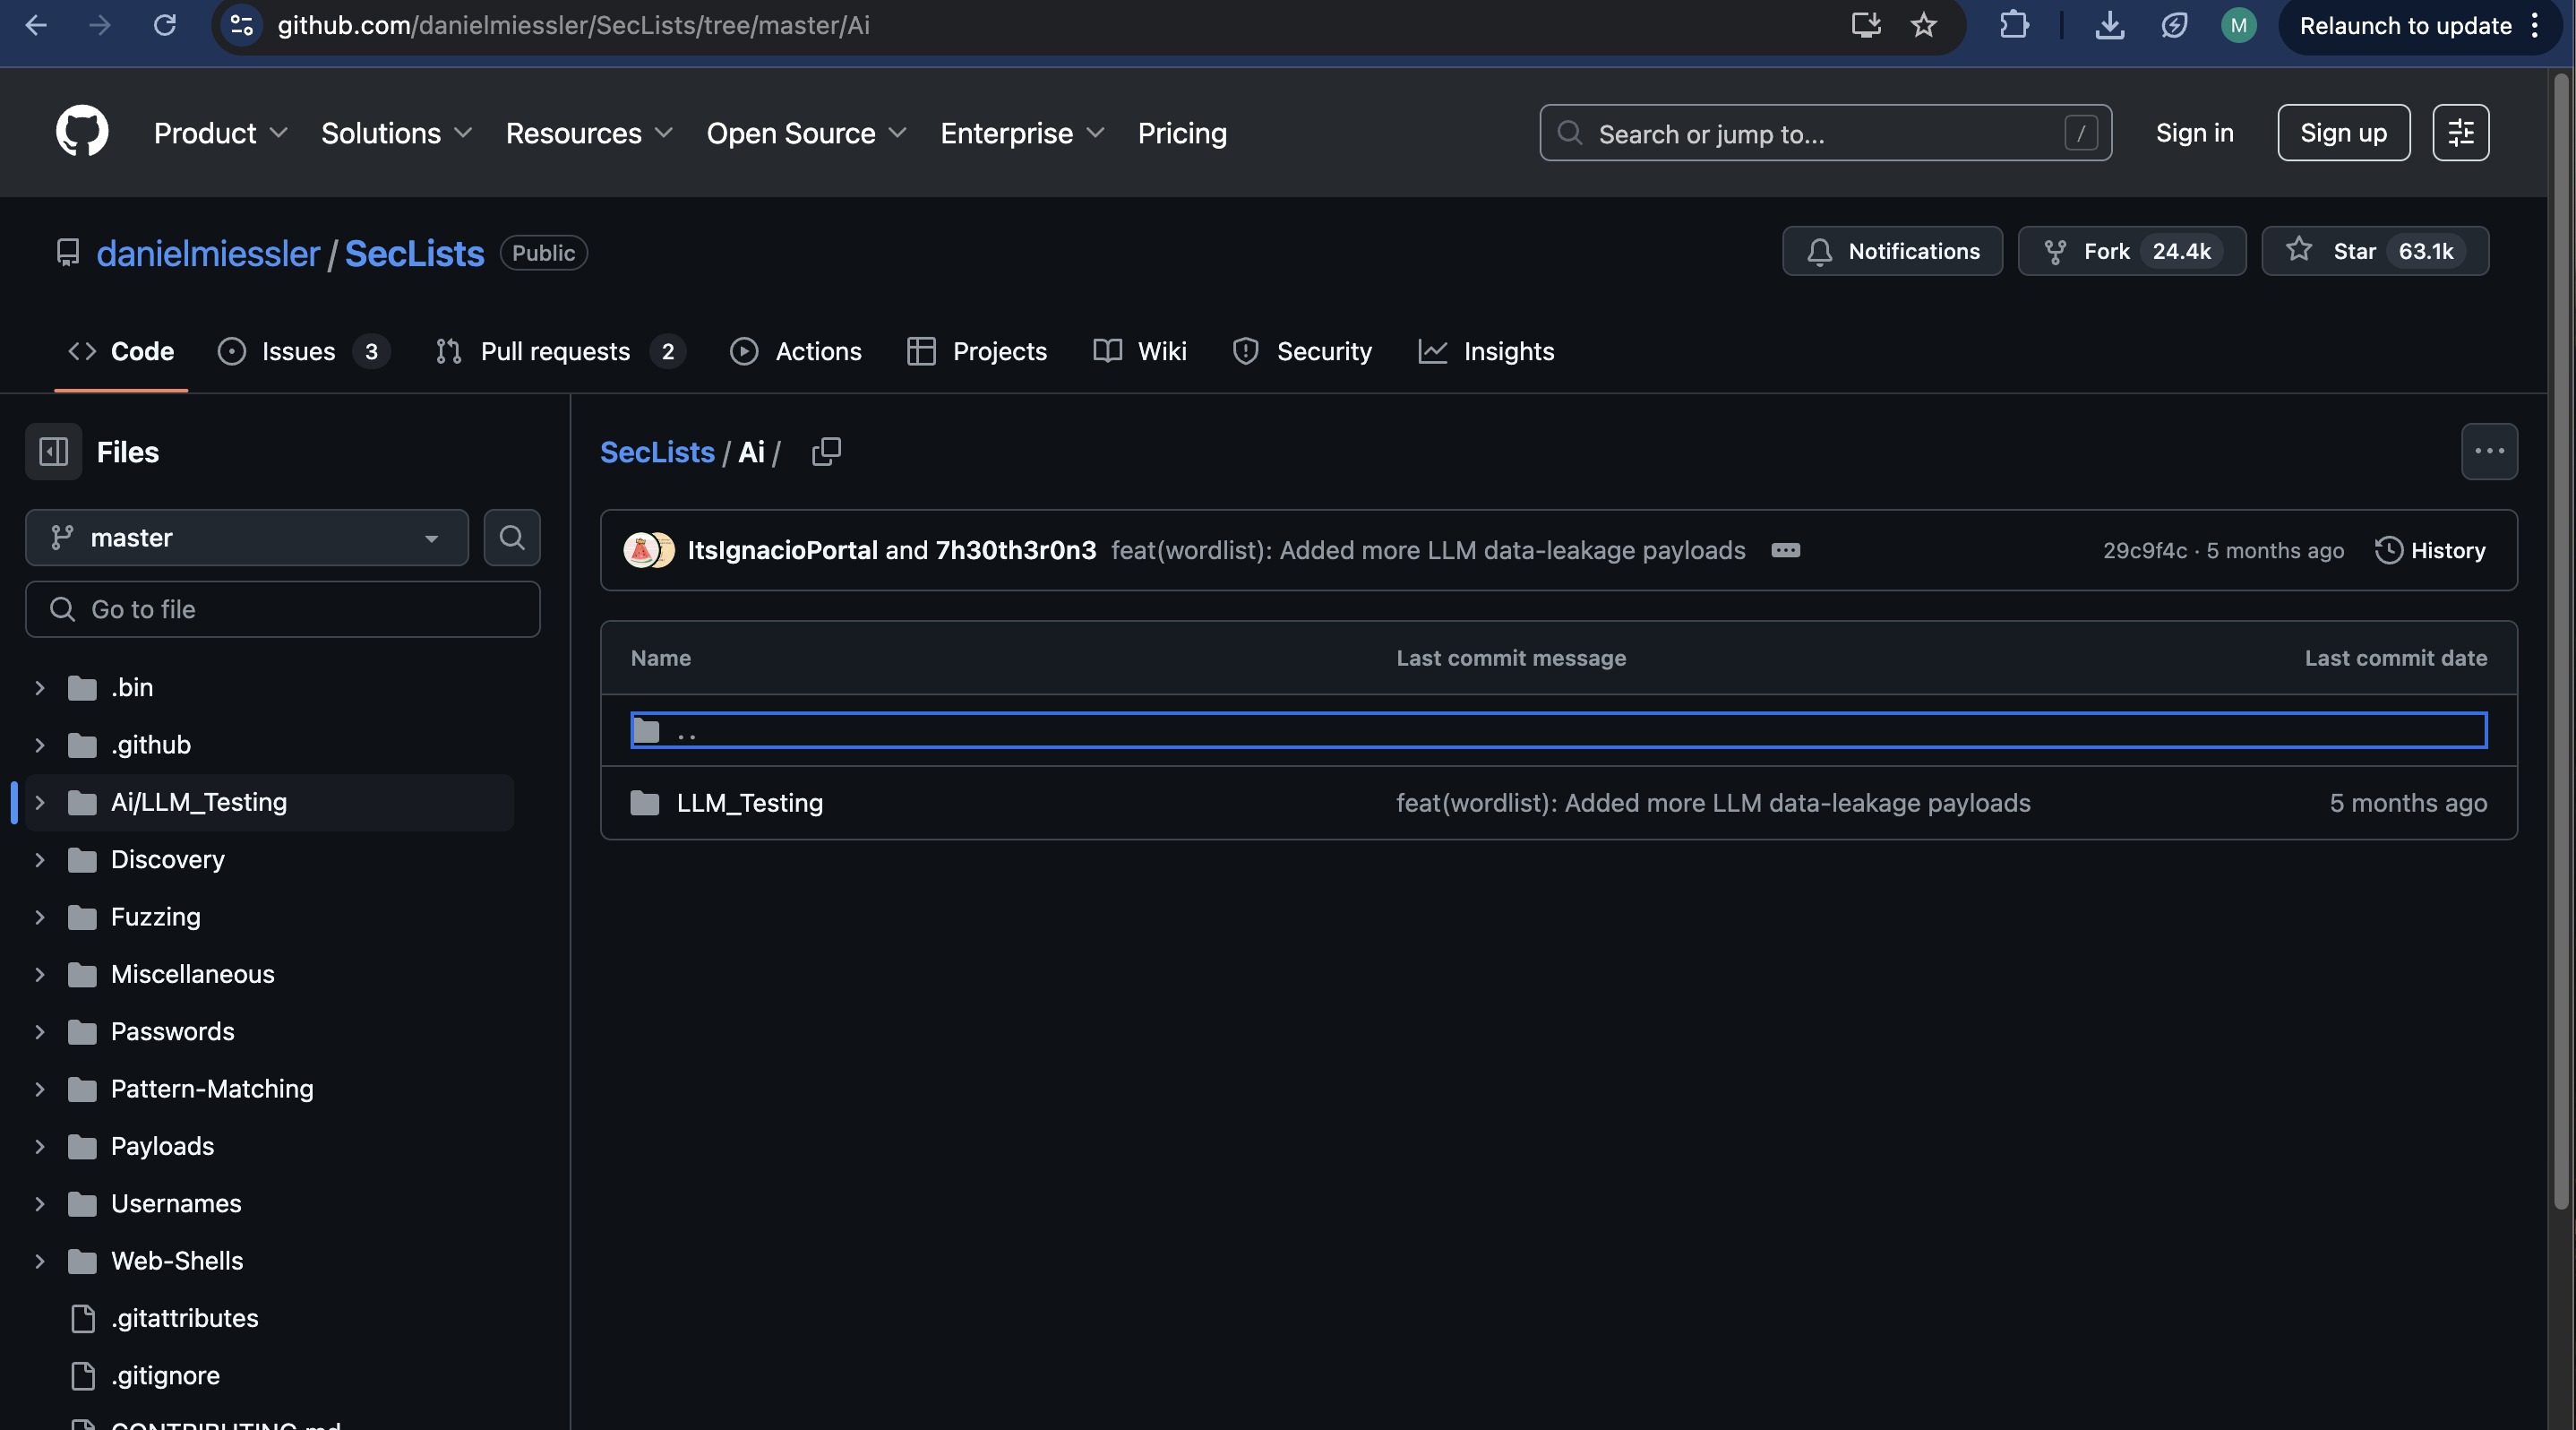 github.com/danielmiessler/SecLists/tree/master/Ai
M
Relaunch to update
Product
Solutions
Resources
Open Source
Enterprise
Pricing
Search or jump to...
/
Sign in
Sign up
danielmiessler / SecLists
Public
Notifications
Fork 24.4k
Star 63.1k
Code
Issues 3
Pull requests 2
Actions
Projects
Wiki
Security
Insights
Files
master
Go to file
.bin
.github
Ai/LLM_Testing
Discovery
Fuzzing
Miscellaneous
Passwords
Pattern-Matching
Payloads
Usernames
Web-Shells
.gitattributes
.gitignore
CONTRIBUTING.md
SecLists / Ai /
ItsIgnacioPortal and 7h30th3r0n3 feat(wordlist): Added more LLM data-leakage payloads
29c9f4c · 5 months ago
History
Name Last commit message Last commit date
..
LLM_Testing feat(wordlist): Added more LLM data-leakage payloads 5 months ago